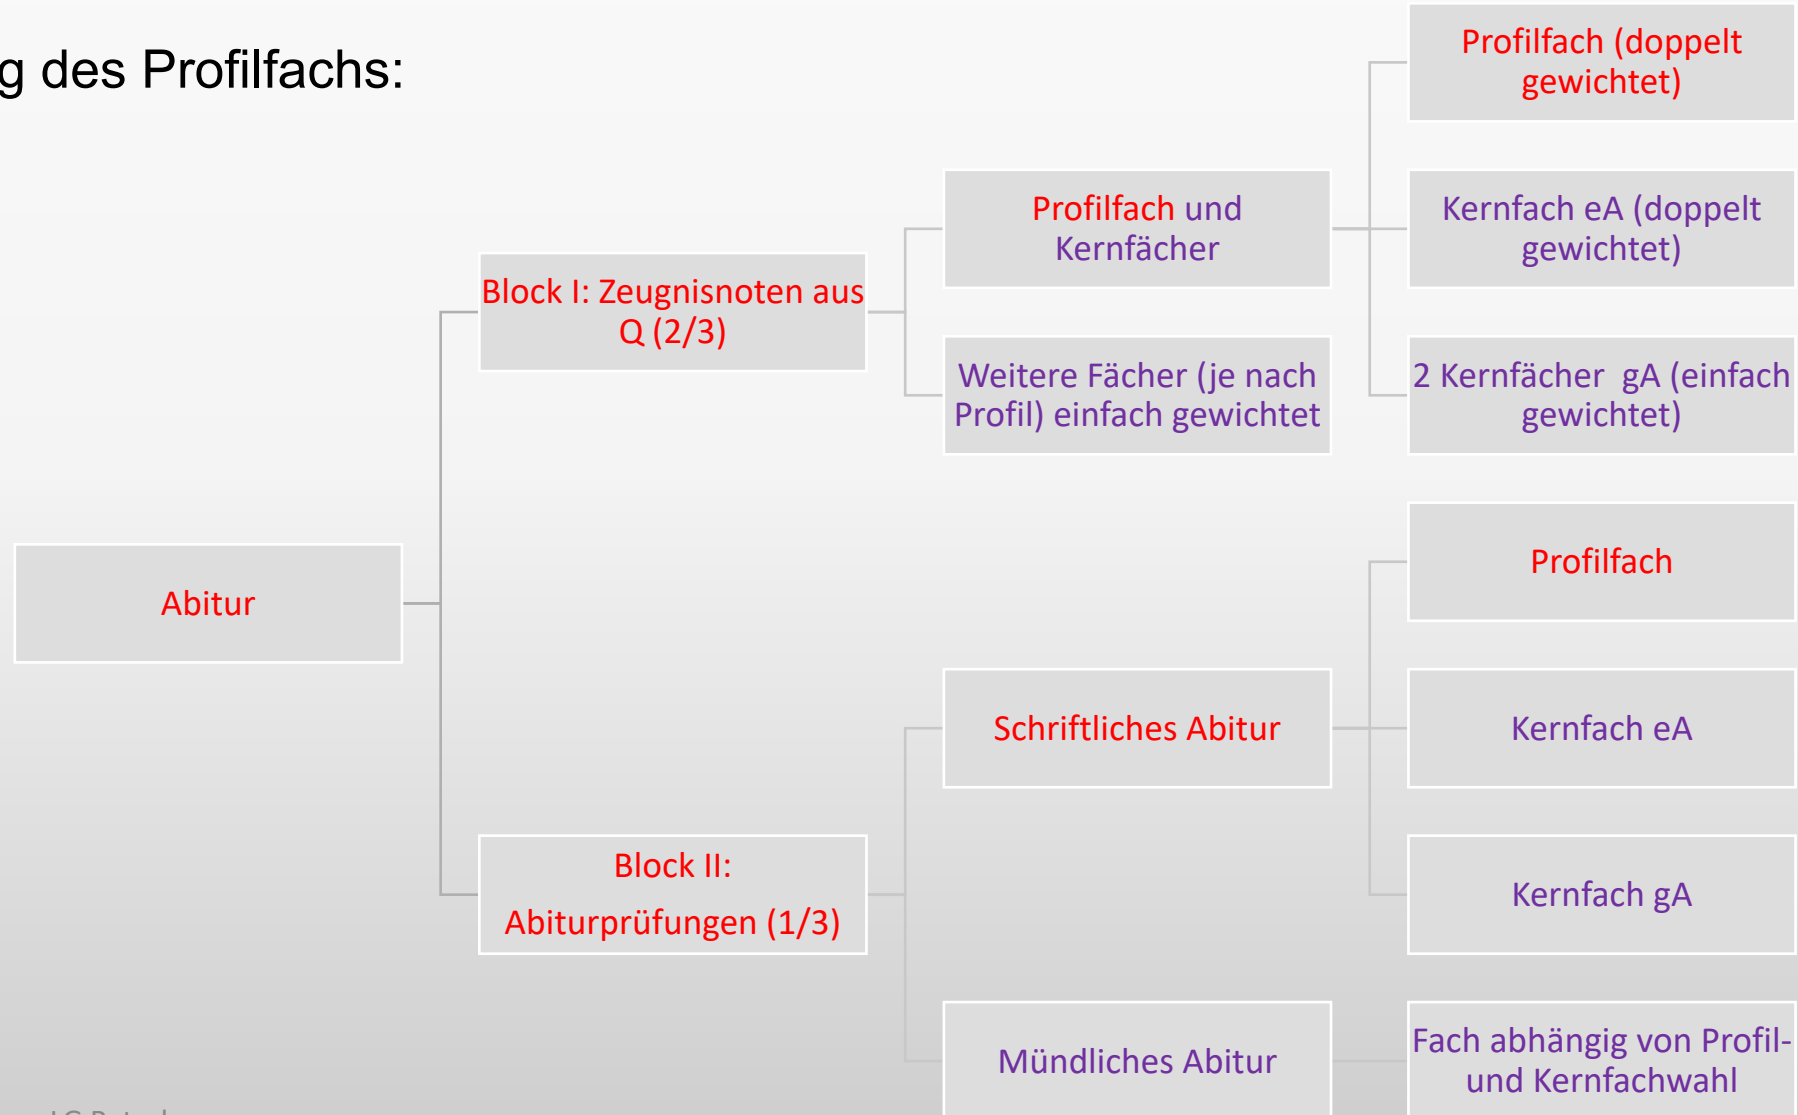 g des Profilfachs:
Profilfach (doppelt
gewichtet)
Profilfach und
Kernfächer
Kernfach eA (doppelt
gewichtet)
Block I: Zeugnisnoten aus
Q (2/3)
Weitere Fächer (je nach
Profil) einfach gewichtet
2 Kernfächer  gA (einfach
gewichtet)
Abitur
Profilfach
Schriftliches Abitur
Kernfach eA
Block II:
Abiturprüfungen (1/3)
Kernfach gA
Mündliches Abitur
Fach abhängig von Profil-
und Kernfachwahl